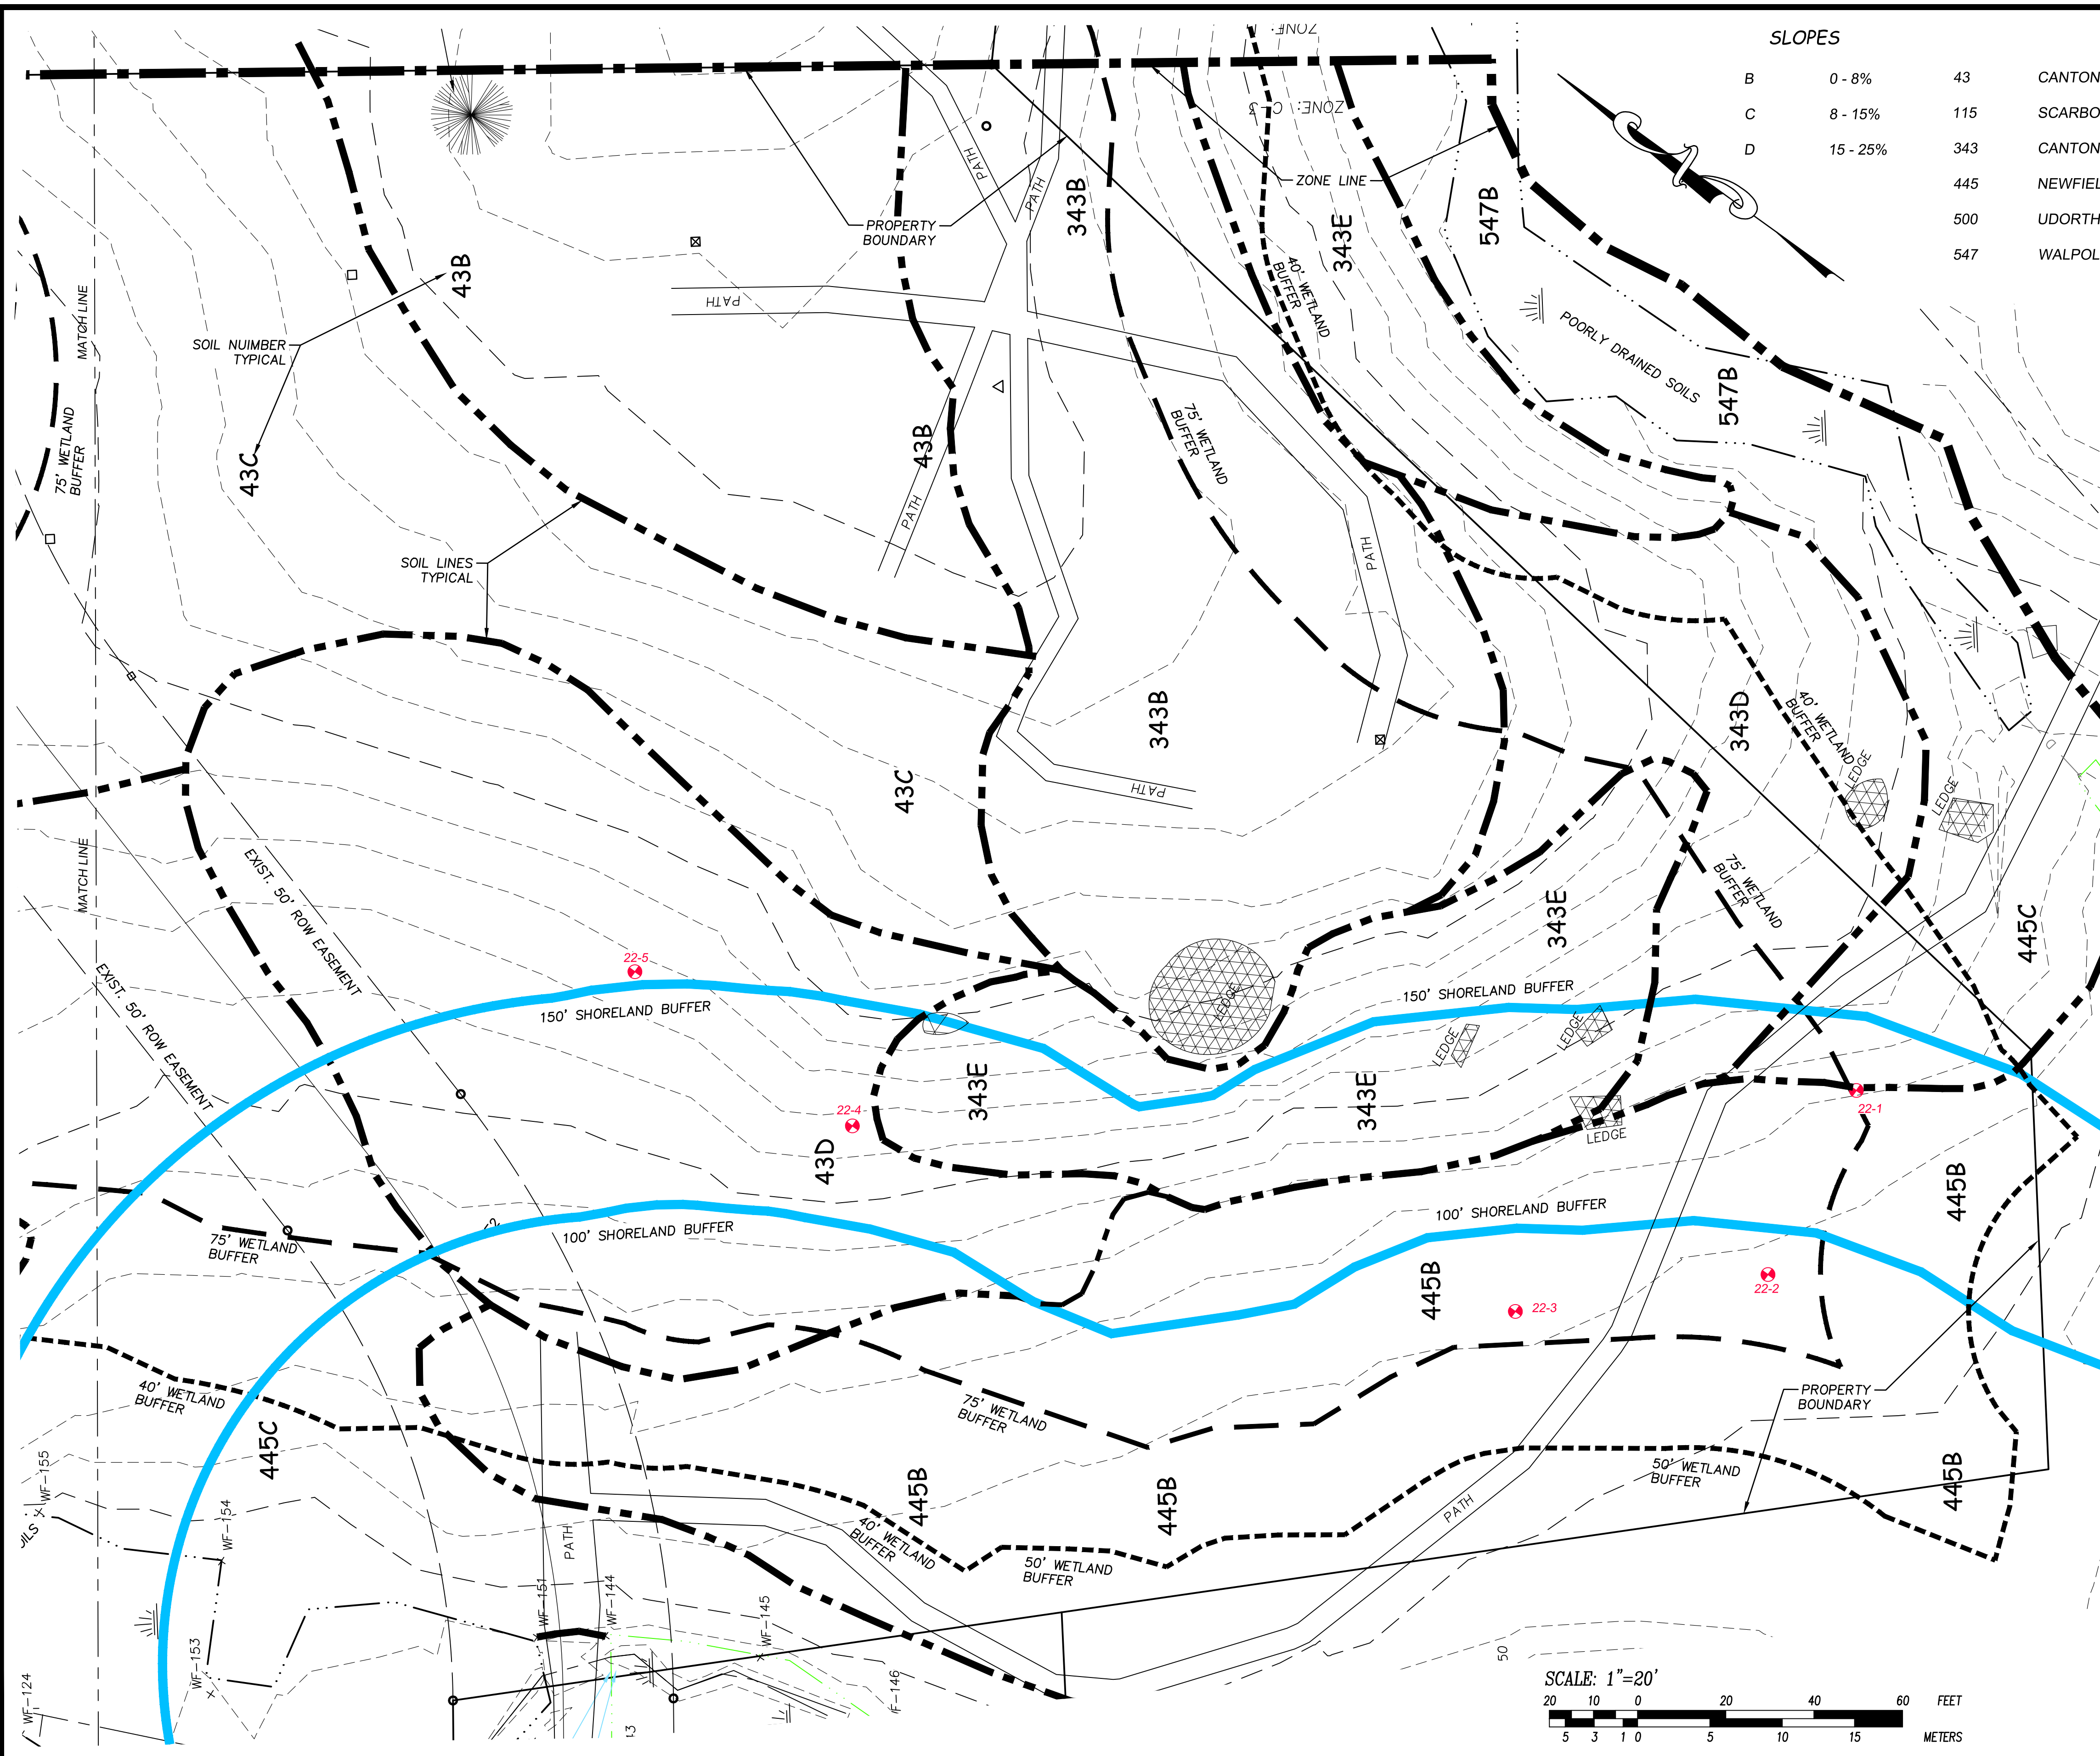 SLOPES
B 0 - 8% 43 CANTON
C 8 - 15% 115 SCARBO
D 15 - 25% 343 CANTON
445 NEWFIEL
500 UDORTH
547 WALPOL
ZONE:
ZONE: C-3
ZONE LINE
PROPERTY
BOUNDARY
PATH
PATH
343B
343E
547B
40' WETLAND
BUFFER
POORLY DRAINED SOILS
547B
MATCH LINE
SOIL NUIMBER
TYPICAL
43B
PATH
75' WETLAND
BUFFER
43C
43B
PATH
75' WETLAND
BUFFER
PATH
SOIL LINES
TYPICAL
343B
343D
40' WETLAND
BUFFER
LEDGE
LEDGE
43C
PATH
MATCH LINE
EXIST. 50' ROW EASEMENT
EXIST. 50' ROW EASEMENT
75' WETLAND
BUFFER
343E
445C
22-5
150' SHORELAND BUFFER
LEDGE
150' SHORELAND BUFFER
LEDGE
LEDGE
22-4
343E
343E
22-1
LEDGE
43D
445B
75' WETLAND
BUFFER
100' SHORELAND BUFFER
100' SHORELAND BUFFER
445B
22-3
22-2
40' WETLAND
BUFFER
75' WETLAND
BUFFER
PROPERTY
BOUNDARY
445C
445B
445B
50' WETLAND
BUFFER
445B
PATH
WF-155
WF-154
OILS
PATH
40' WETLAND
BUFFER
50' WETLAND
BUFFER
WF-151
WF-144
WF-145
WF-153
WF-124
F-146
43
50
SCALE: 1"=20'
20 10 0 20 40 60 FEET
5 3 1 0 5 10 15 METERS